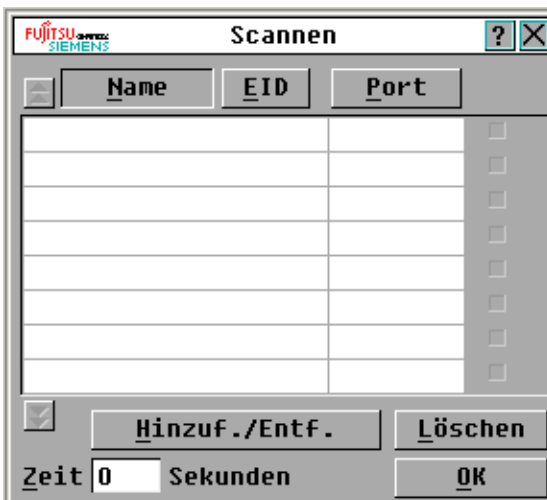 FUJITSU Scannen ?
SIEMENS
Name EID Port
Hinzuf./Entf. Löschen
Zeit 0 Sekunden OK